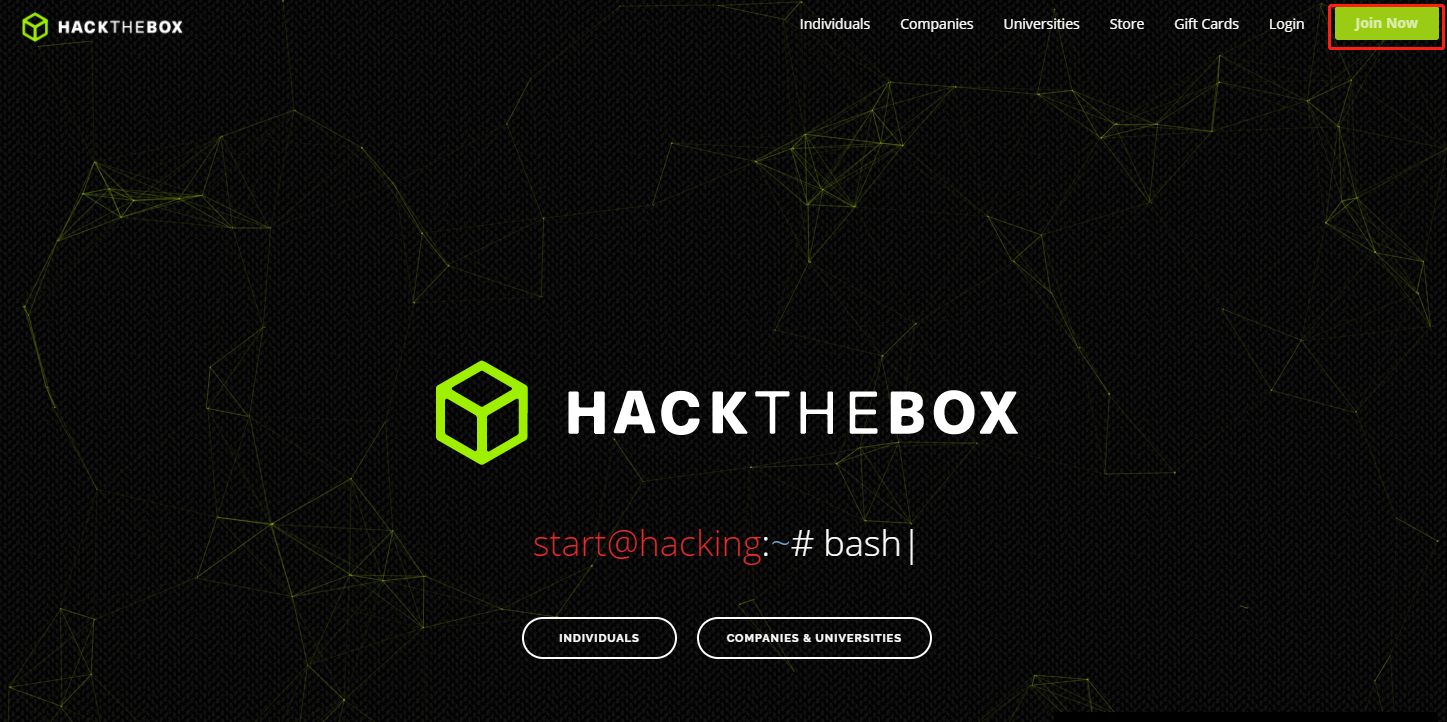 HACKTHEBOX Individuals Companies Universities Store Gift Cards Login Join Now
HACKTHEBOX
start@hacking:~# bash|
INDIVIDUALS COMPANIES & UNIVERSITIES